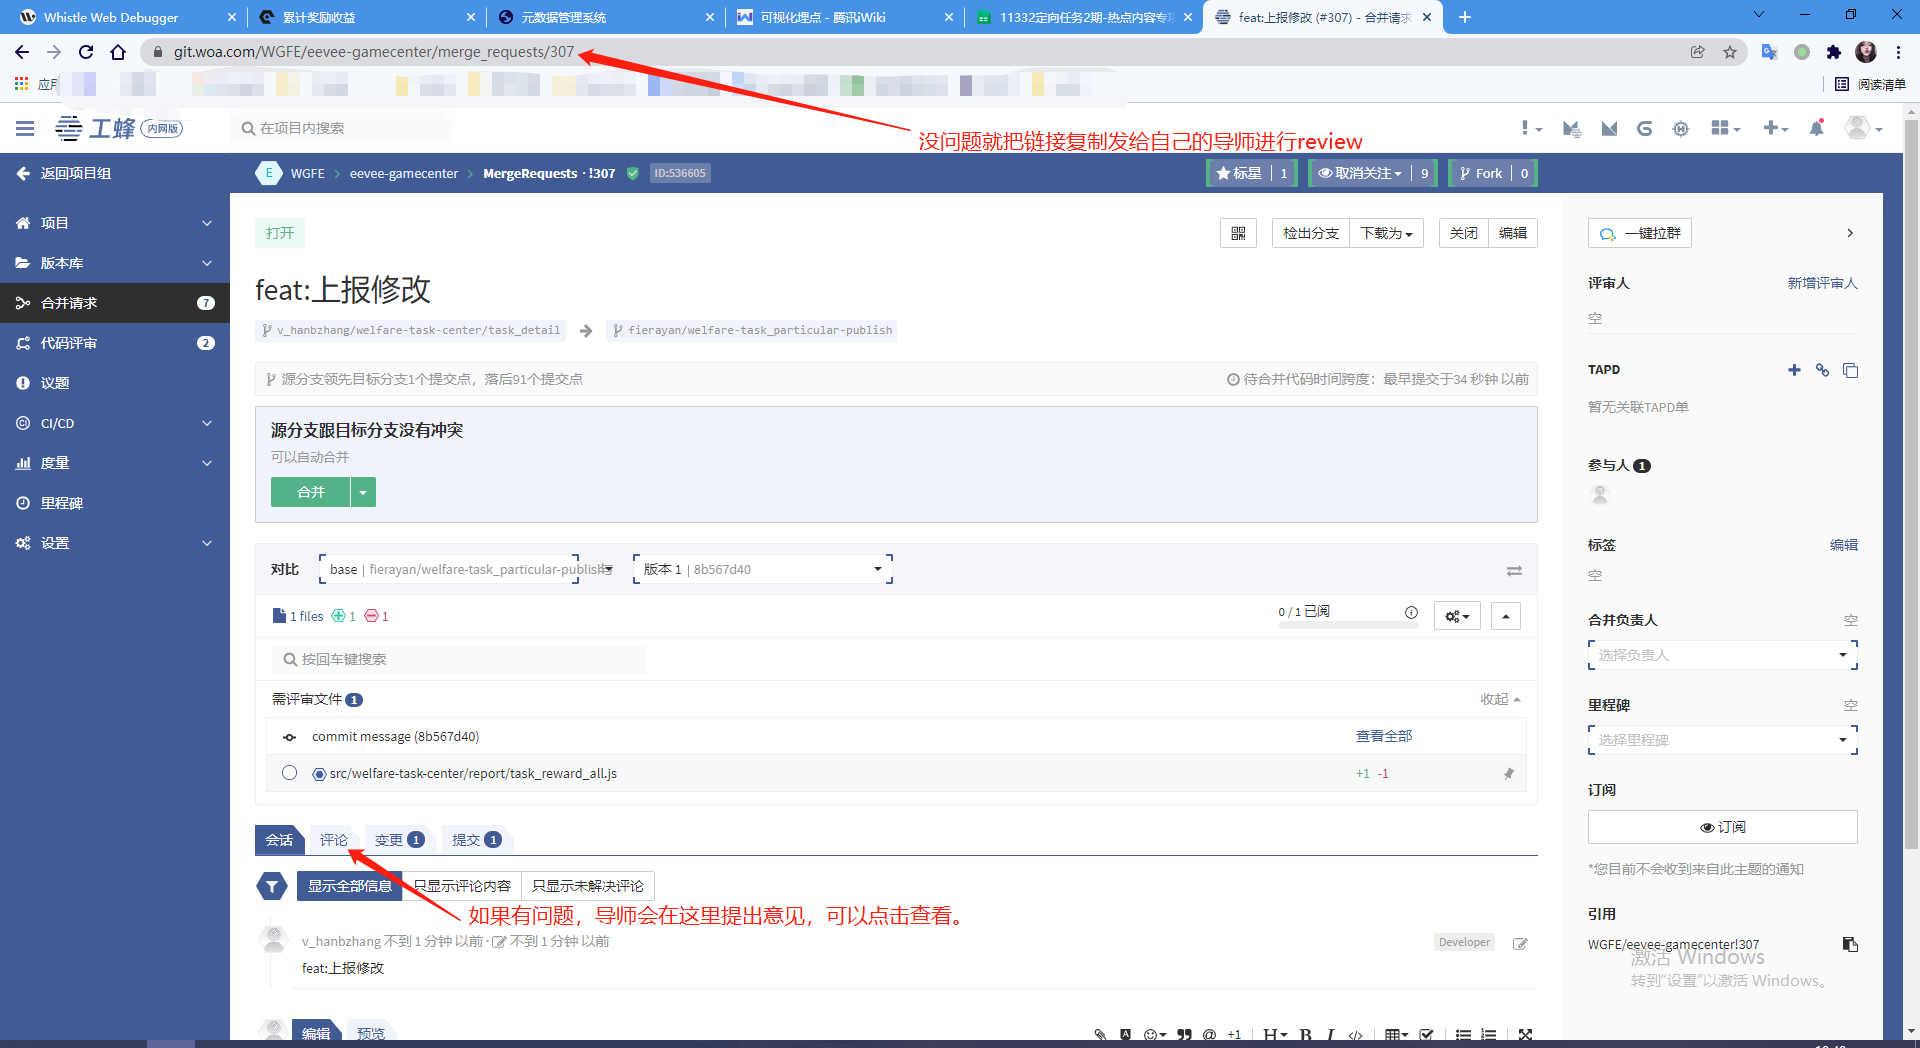 Whistle Web Debugger
累计奖励收益
元数据管理系统
可视化埋点 - 腾讯iWiki
11332定向任务2期-热点内容专项
feat:上报修改 (#307) - 合并请求
git.woa.com/WGFE/eevee-gamecenter/merge_requests/307
应用
阅读清单
没问题就把链接复制发给自己的导师进行review
工蜂 内网版
在项目内搜索
返回项目组
WGFE > eevee-gamecenter > MergeRequests · !307 ID:536605
标星 1
取消关注 9
Fork 0
项目
版本库
合并请求 7
代码评审 2
议题
CI/CD
度量
里程碑
设置
打开
检出分支 下载为 关闭 编辑
feat:上报修改
v_hanbzhang/welfare-task-center/task_detail
fierayan/welfare-task_particular-publish
源分支领先目标分支1个提交点，落后91个提交点
待合并代码时间跨度：最早提交于34 秒钟 以前
源分支跟目标分支没有冲突
可以自动合并
合并
对比 base | fierayan/welfare-task_particular-publish 与 版本 1 | 8b567d40
1 files 1 1
0 / 1 已阅
按回车键搜索
需评审文件 1
收起
commit message (8b567d40)
查看全部
src/welfare-task-center/report/task_reward_all.js
+1 -1
会话 评论 变更 1 提交 1
显示全部信息 只显示评论内容 只显示未解决评论
如果有问题，导师会在这里提出意见，可以点击查看。
v_hanbzhang 不到 1 分钟 以前 · 不到 1 分钟 以前
Developer
feat:上报修改
编辑 预览
+1 H B I
一键拉群
评审人 新增评审人
空
TAPD
暂无关联TAPD单
参与人 1
标签 编辑
空
合并负责人 空
选择负责人
里程碑 空
选择里程碑
订阅
订阅
*您目前不会收到来自此主题的通知
引用
WGFE/eevee-gamecenter!307
激活 Windows
转到“设置”以激活 Windows。